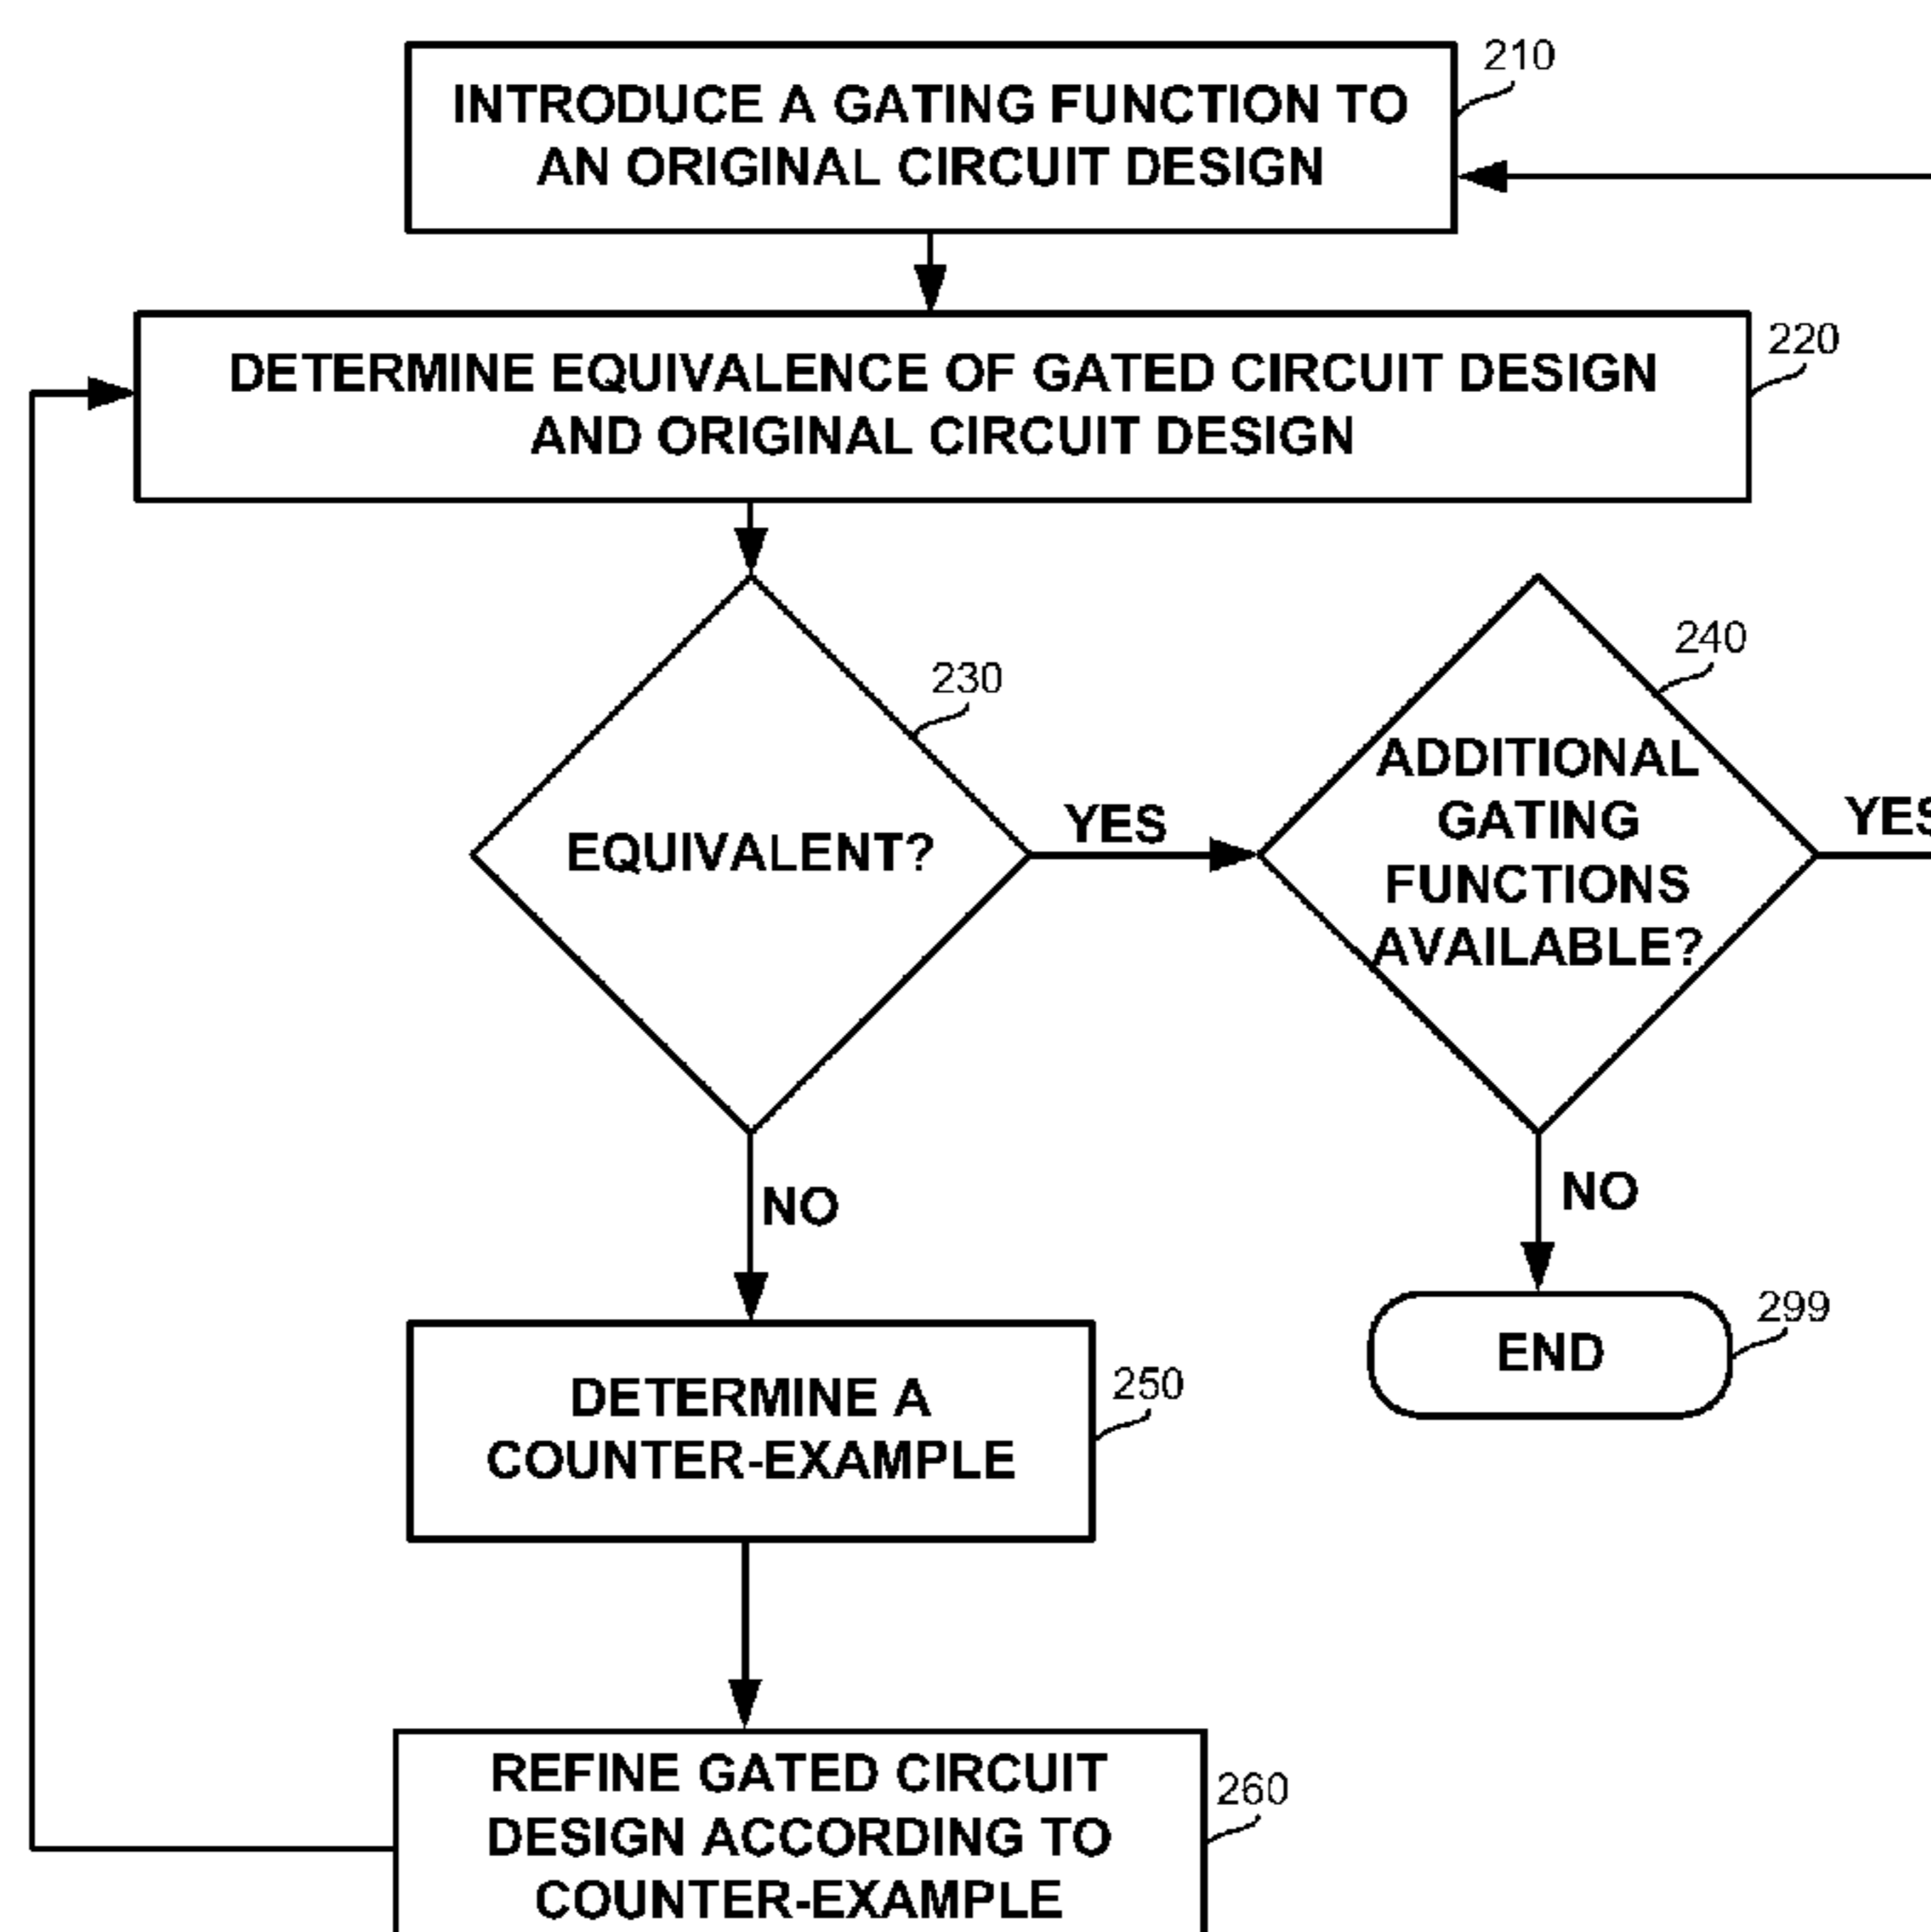 210
INTRODUCE A GATING FUNCTION TO
AN ORIGINAL CIRCUIT DESIGN
220
DETERMINE EQUIVALENCE OF GATED CIRCUIT DESIGN
AND ORIGINAL CIRCUIT DESIGN
230
EQUIVALENT?
YES
240
ADDITIONAL
GATING
FUNCTIONS
AVAILABLE?
YES
NO
NO
299
END
250
DETERMINE A
COUNTER-EXAMPLE
260
REFINE GATED CIRCUIT
DESIGN ACCORDING TO
COUNTER-EXAMPLE